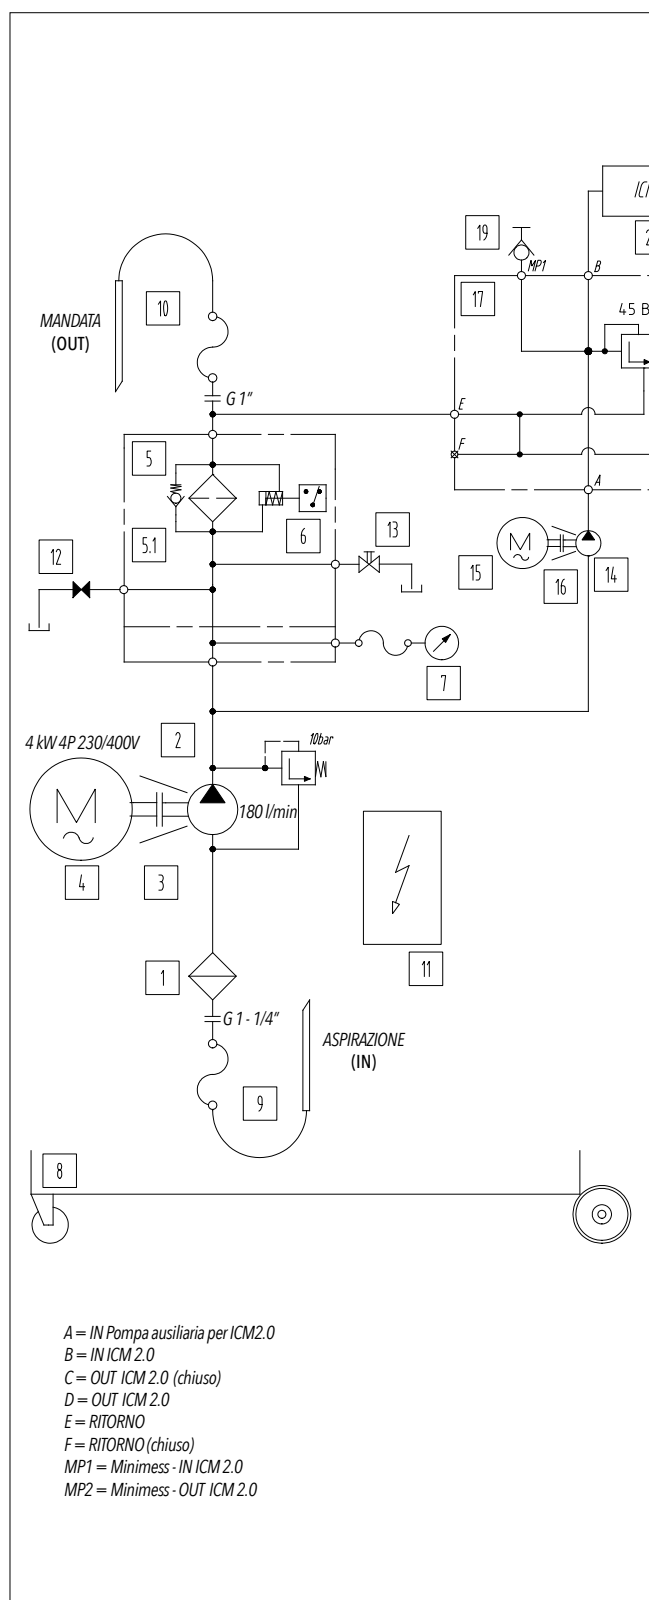 ICM
19
MP1
B
10
17
MANDATA
(OUT)
45 B
G 1"
E
5
F
A
5.1
6
13
12
15
16
14
7
2
4 kW 4P 230/400V
10bar
M
M
180 l/min
4
3
11
1
G 1 - 1/4"
ASPIRAZIONE
(IN)
9
8
A = IN Pompa ausiliaria per ICM2.0
B = IN ICM 2.0
C = OUT ICM 2.0 (chiuso)
D = OUT ICM 2.0
E = RITORNO
F = RITORNO (chiuso)
MP1 = Minimess - IN ICM 2.0
MP2 = Minimess - OUT ICM 2.0